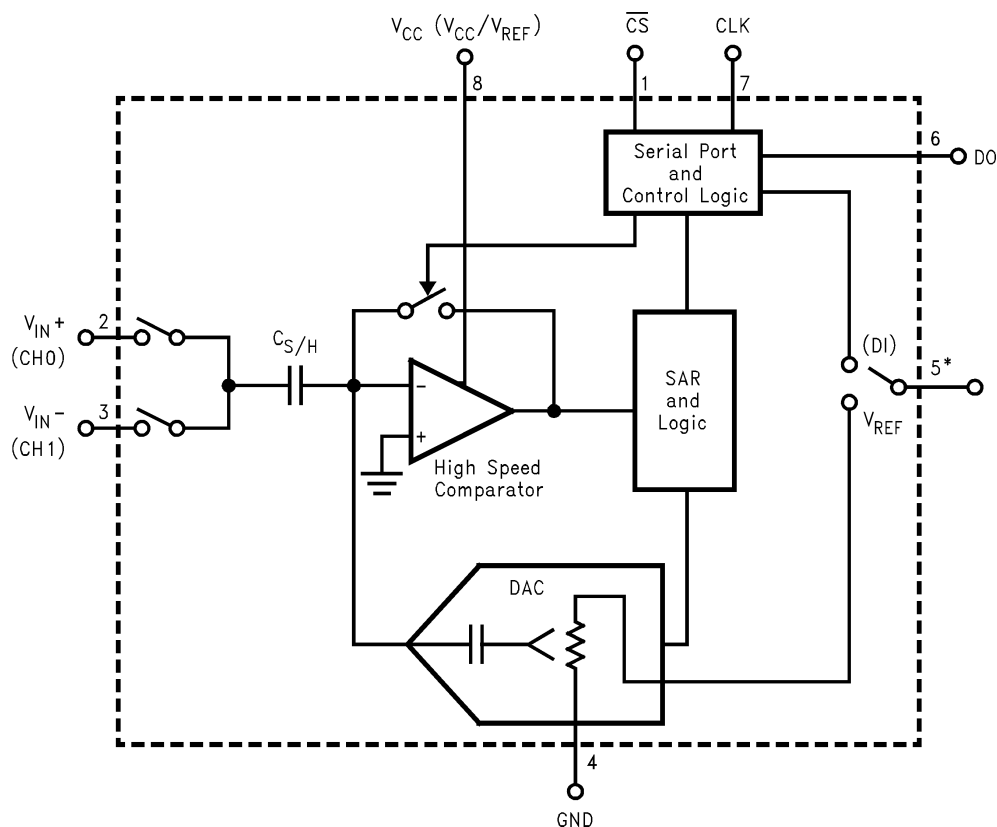 V_CC (V_CC/V_REF)
C̅S̅
CLK
8
1
7
6
DO
Serial Port
and
Control Logic
V_IN+
(CH0)
2
C_S/H
V_IN-
(CH1)
3
-
+
High Speed
Comparator
SAR
and
Logic
(DI)
5*
V_REF
DAC
4
GND